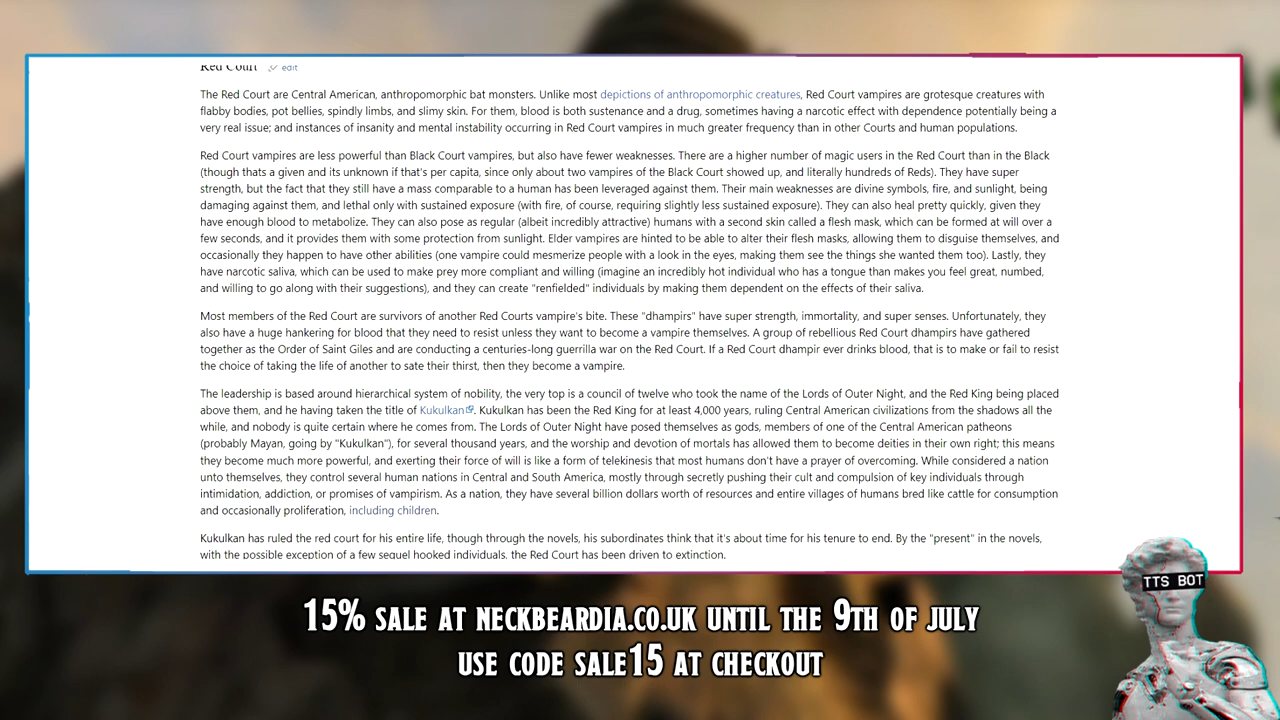 Red Court edit
The Red Court are Central American, anthropomorphic bat monsters. Unlike most depictions of anthropomorphic creatures, Red Court vampires are grotesque creatures with
flabby bodies, pot bellies, spindly limbs, and slimy skin. For them, blood is both sustenance and a drug, sometimes having a narcotic effect with dependence potentially being a
very real issue; and instances of insanity and mental instability occurring in Red Court vampires in much greater frequency than in other Courts and human populations.
Red Court vampires are less powerful than Black Court vampires, but also have fewer weaknesses. There are a higher number of magic users in the Red Court than in the Black
(though thats a given and its unknown if that's per capita, since only about two vampires of the Black Court showed up, and literally hundreds of Reds). They have super
strength, but the fact that they still have a mass comparable to a human has been leveraged against them. Their main weaknesses are divine symbols, fire, and sunlight, being
damaging against them, and lethal only with sustained exposure (with fire, of course, requiring slightly less sustained exposure). They can also heal pretty quickly, given they
have enough blood to metabolize. They can also pose as regular (albeit incredibly attractive) humans with a second skin called a flesh mask, which can be formed at will over a
few seconds, and it provides them with some protection from sunlight. Elder vampires are hinted to be able to alter their flesh masks, allowing them to disguise themselves, and
occasionally they happen to have other abilities (one vampire could mesmerize people with a look in the eyes, making them see the things she wanted them too). Lastly, they
have narcotic saliva, which can be used to make prey more compliant and willing (imagine an incredibly hot individual who has a tongue than makes you feel great, numbed,
and willing to go along with their suggestions), and they can create "renfielded" individuals by making them dependent on the effects of their saliva.
Most members of the Red Court are survivors of another Red Courts vampire's bite. These "dhampirs" have super strength, immortality, and super senses. Unfortunately, they
also have a huge hankering for blood that they need to resist unless they want to become a vampire themselves. A group of rebellious Red Court dhampirs have gathered
together as the Order of Saint Giles and are conducting a centuries-long guerrilla war on the Red Court. If a Red Court dhampir ever drinks blood, that is to make or fail to resist
the choice of taking the life of another to sate their thirst, then they become a vampire.
The leadership is based around hierarchical system of nobility, the very top is a council of twelve who took the name of the Lords of Outer Night, and the Red King being placed
above them, and he having taken the title of Kukulkan. Kukulkan has been the Red King for at least 4,000 years, ruling Central American civilizations from the shadows all the
while, and nobody is quite certain where he comes from. The Lords of Outer Night have posed themselves as gods, members of one of the Central American patheons
(probably Mayan, going by "Kukulkan"), for several thousand years, and the worship and devotion of mortals has allowed them to become deities in their own right; this means
they become much more powerful, and exerting their force of will is like a form of telekinesis that most humans don't have a prayer of overcoming. While considered a nation
unto themselves, they control several human nations in Central and South America, mostly through secretly pushing their cult and compulsion of key individuals through
intimidation, addiction, or promises of vampirism. As a nation, they have several billion dollars worth of resources and entire villages of humans bred like cattle for consumption
and occasionally proliferation, including children.
Kukulkan has ruled the red court for his entire life, though through the novels, his subordinates think that it's about time for his tenure to end. By the "present" in the novels,
with the possible exception of a few sequel hooked individuals, the Red Court has been driven to extinction.
TTS BOT
15% SALE AT NECKBEARDIA.CO.UK UNTIL THE 9TH OF JULY
USE CODE SALE15 AT CHECKOUT